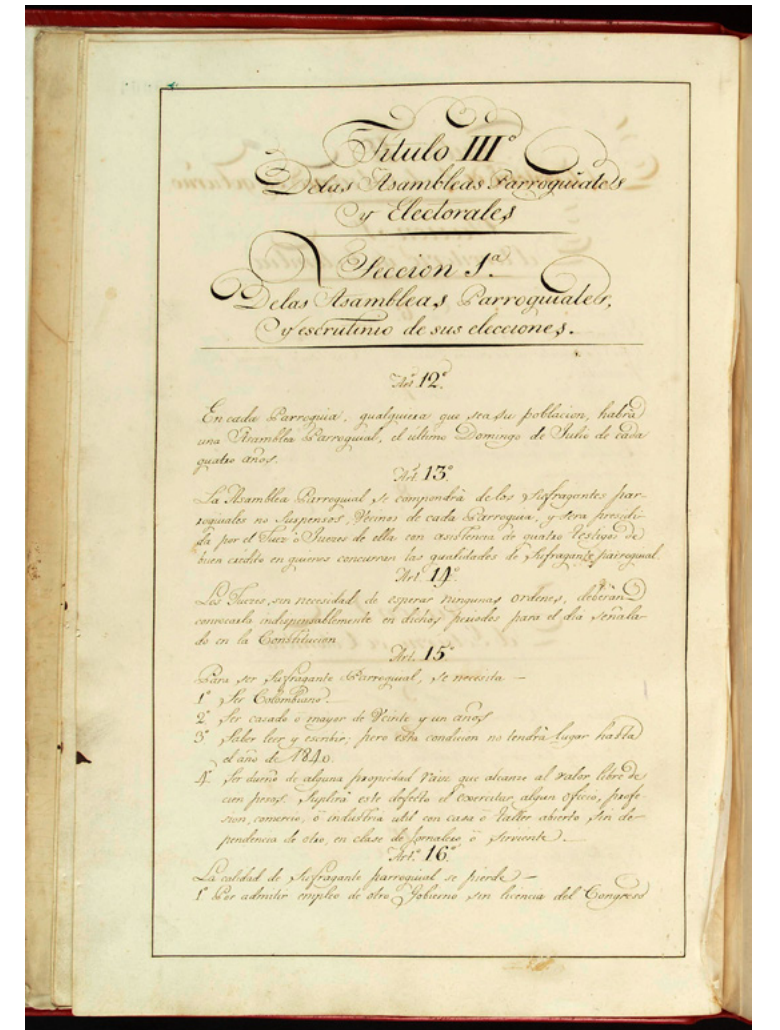 Titulo III°
De las Asambleas Parroquiales
y Electorales
Seccion 1ª.
De las Asambleas Parroquiales,
y escrutinio de sus elecciones.
Art. 12°.
En cada Parroquia, qualquiera que sea su poblacion, habrá
una Asamblea Parroquial, el último Domingo de Julio de cada
quatro años.
Art. 13°.
La Asamblea Parroquial se compondrá de los Sufragantes par-
roquiales no suspensos, vecinos de cada Parroquia, y sera presidi-
da por el Juez ò Jueces de ella con asistencia de quatro testigos de
buen crédito en quienes concurran las qualidades de Sufragante parroquial.
Art. 14°.
Los Jueces, sin necesidad de esperar ningunas ordenes, deberán
convocarla indispensablemente en dichos periodos para el dia señala-
do en la Constitucion
Art. 15°.
Para ser Sufragante Parroquial, se necesita —
1° Ser Colombiano.—
2° Ser casado ò mayor de veinte y un años
3° Saber leer y escribir; pero esta condicion no tendrá lugar hasta
el año de 1840.
4° Ser dueño de alguna propiedad raiz que alcanze al valor libre de
cien pesos. Suplirá este defecto el exercitar algun oficio, profe-
sion, comercio, ò industria util con casa ò taller abierto sin de-
pendencia de otro, en clase de Jornalero ò Sirviente.—
Art.° 16°.
La calidad de Sufragante parroquial se pierde —
1° Por admitir empleo de otro Gobierno sin licencia del Congreso